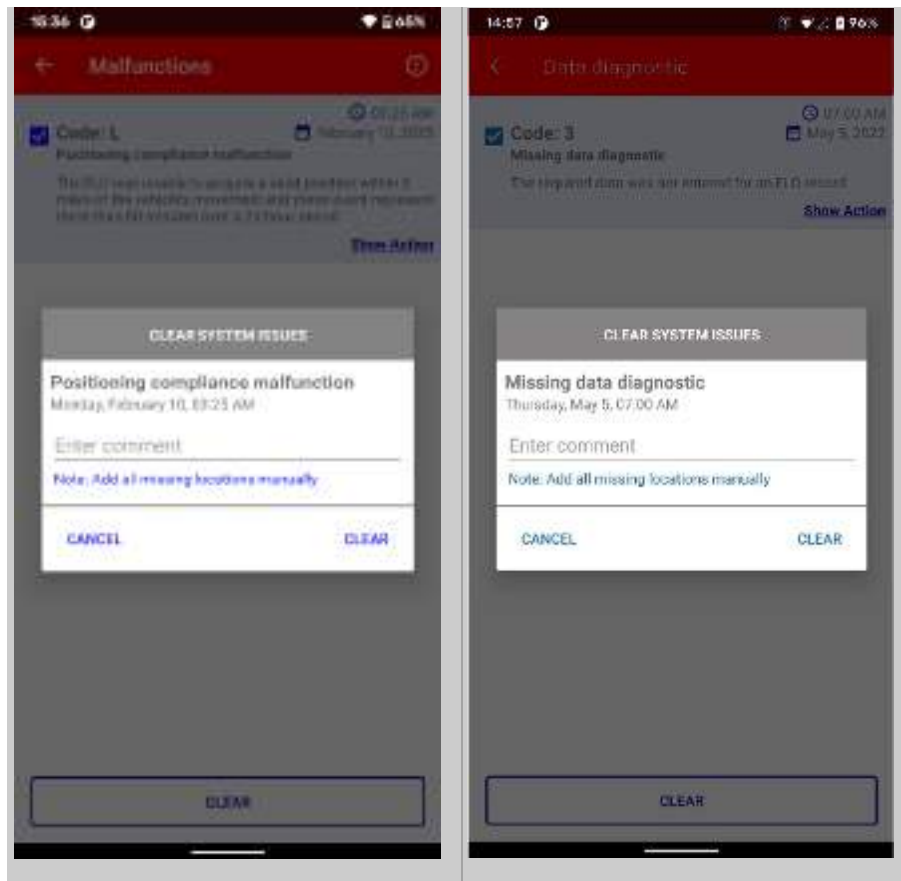 15:36
65%
Malfunctions
Code: L
February 10,
Positioning compliance malfunction
Show Action
CLEAR SYSTEM ISSUES
Positioning compliance malfunction
Monday, February 10, 03:25 AM
Enter comment
Note: Add all missing locations manually
CANCEL CLEAR
CLEAR
14:57
96%
Data diagnostic
07:00 AM
Code: 3
May 5, 2022
Missing data diagnostic
The required data was not entered for an ELD record
Show Action
CLEAR SYSTEM ISSUES
Missing data diagnostic
Thursday, May 5, 07:00 AM
Enter comment
Note: Add all missing locations manually
CANCEL CLEAR
CLEAR